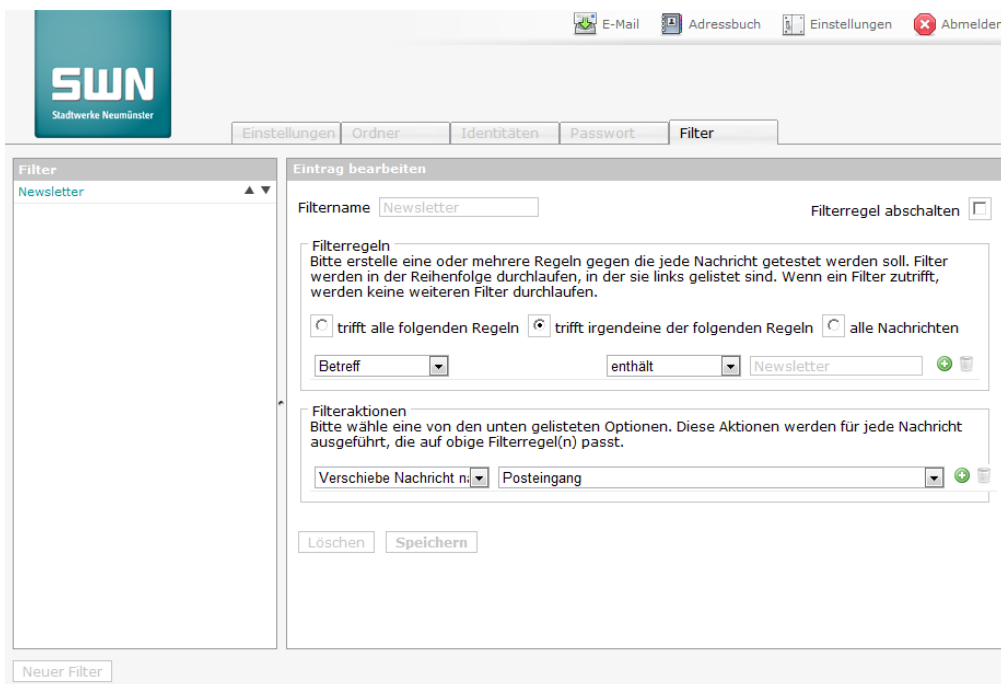 E-Mail Adressbuch Einstellungen Abmelden
SWN
Stadtwerke Neumünster
Einstellungen Ordner Identitäten Passwort Filter
Filter
Newsletter
Eintrag bearbeiten
Filtername Newsletter Filterregel abschalten
Filterregeln
Bitte erstelle eine oder mehrere Regeln gegen die jede Nachricht getestet werden soll. Filter
werden in der Reihenfolge durchlaufen, in der sie links gelistet sind. Wenn ein Filter zutrifft,
werden keine weiteren Filter durchlaufen.
trifft alle folgenden Regeln trifft irgendeine der folgenden Regeln alle Nachrichten
Betreff enthält Newsletter
Filteraktionen
Bitte wähle eine von den unten gelisteten Optionen. Diese Aktionen werden für jede Nachricht
ausgeführt, die auf obige Filterregel(n) passt.
Verschiebe Nachricht na Posteingang
Löschen Speichern
Neuer Filter